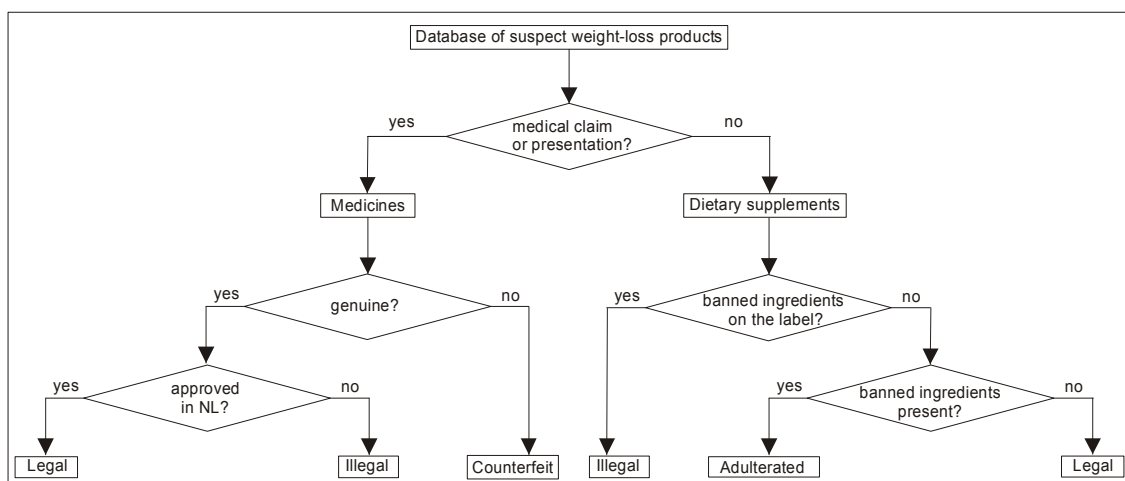 Database of suspect weight-loss products
yes
medical claim
or presentation?
no
Medicines
Dietary supplements
yes
genuine?
no
yes
banned ingredients
on the label?
no
yes
approved
in NL?
no
yes
banned ingredients
present?
no
Legal
Illegal
Counterfeit
Illegal
Adulterated
Legal